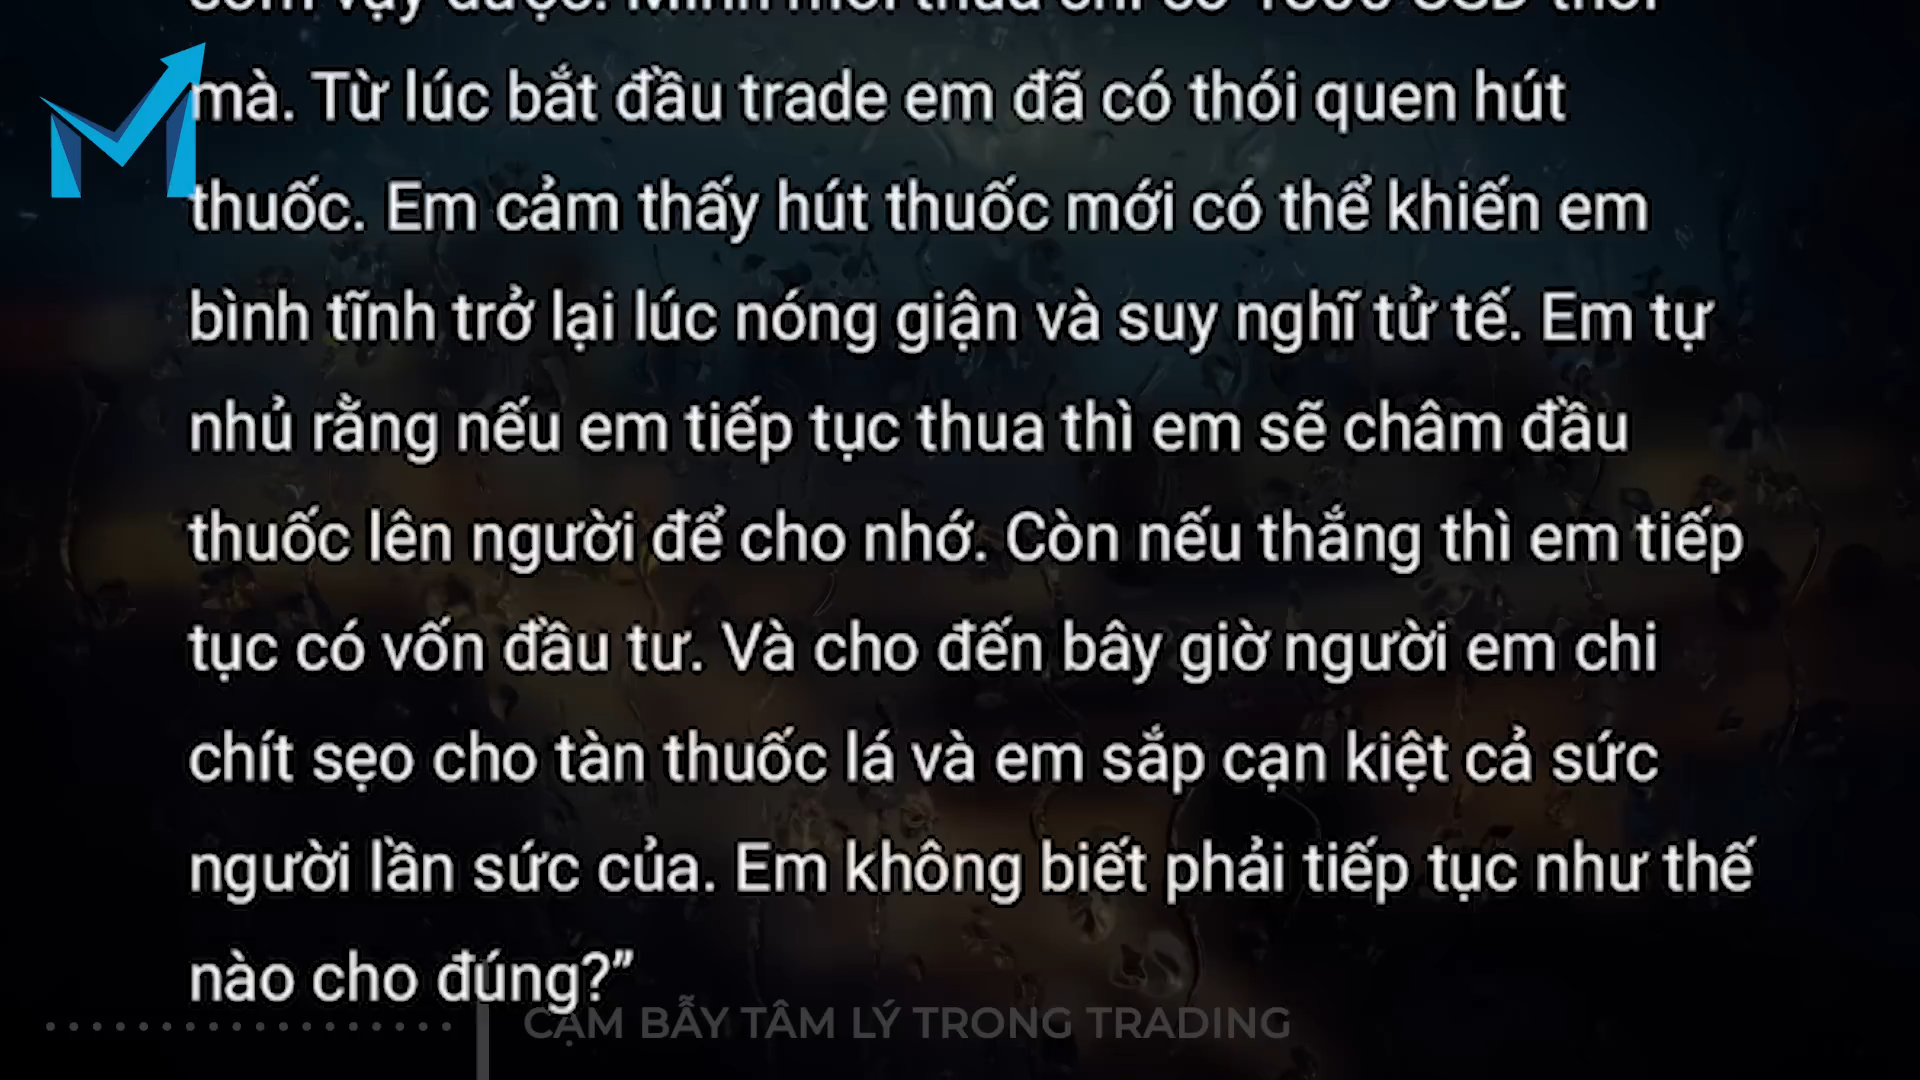 mà. Từ lúc bắt đầu trade em đã có thói quen hút
thuốc. Em cảm thấy hút thuốc mới có thể khiến em
bình tĩnh trở lại lúc nóng giận và suy nghĩ tử tế. Em tự
nhủ rằng nếu em tiếp tục thua thì em sẽ châm đầu
thuốc lên người để cho nhớ. Còn nếu thắng thì em tiếp
tục có vốn đầu tư. Và cho đến bây giờ người em chi
chít sẹo cho tàn thuốc lá và em sắp cạn kiệt cả sức
người lần sức của. Em không biết phải tiếp tục như thế
nào cho đúng?”
CẠM BẪY TÂM LÝ TRONG TRADING